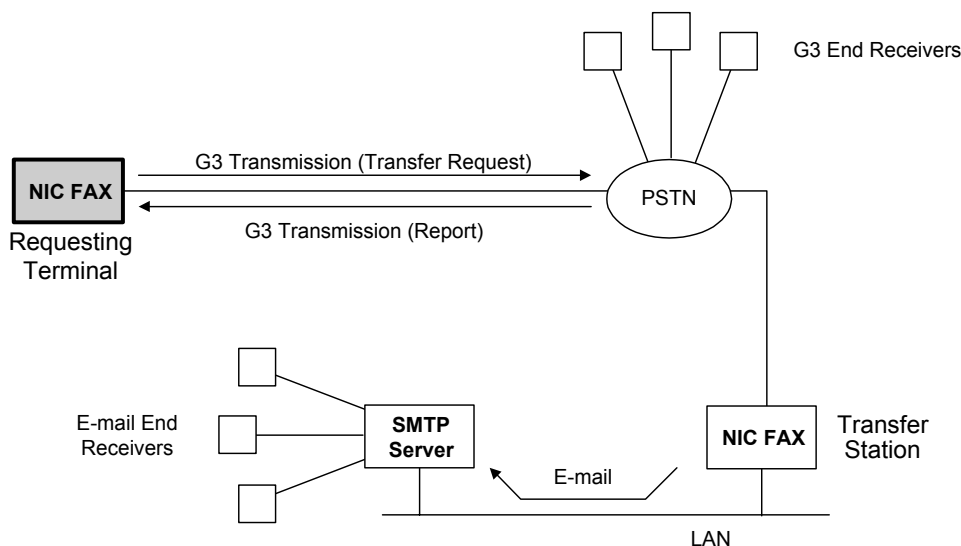 G3 End Receivers
G3 Transmission (Transfer Request)
NIC FAX
PSTN
G3 Transmission (Report)
Requesting
Terminal
E-mail End
Receivers
SMTP
Server
NIC FAX
Transfer
Station
E-mail
LAN